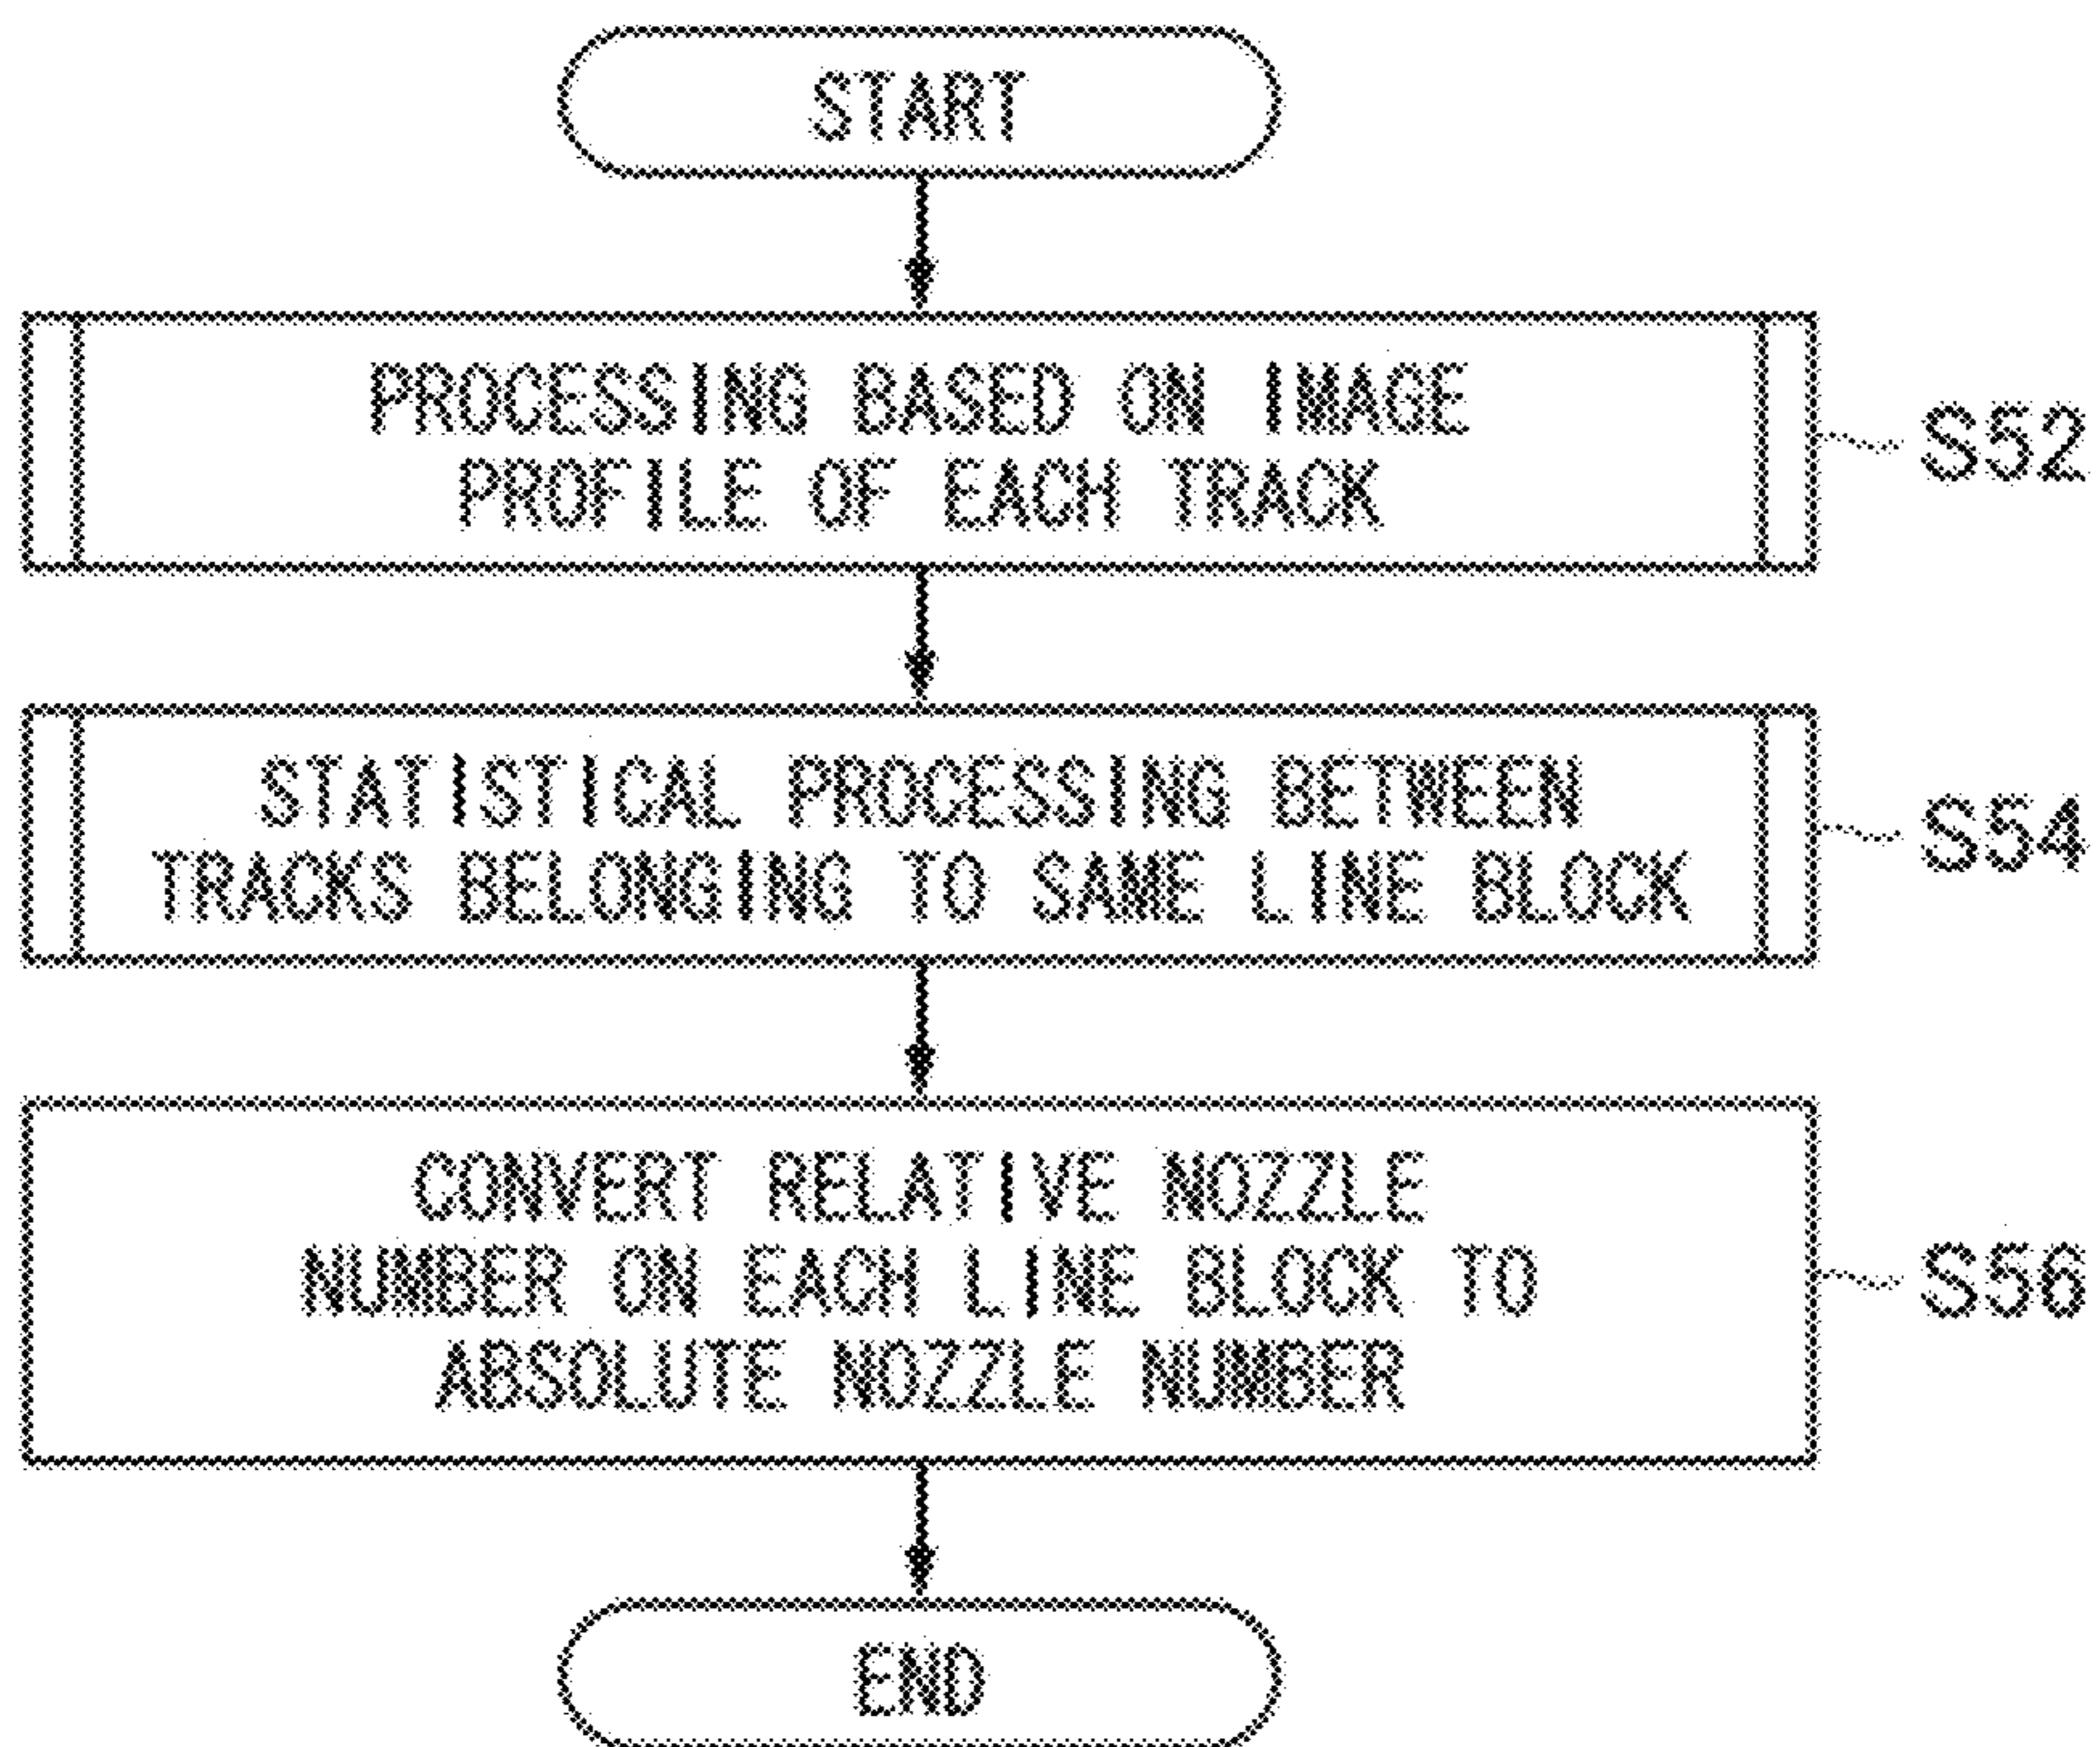 START
PROCESSING BASED ON IMAGE
PROFILE OF EACH TRACK
S52
STATISTICAL PROCESSING BETWEEN
TRACKS BELONGING TO SAME LINE BLOCK
S54
CONVERT RELATIVE NOZZLE
NUMBER ON EACH LINE BLOCK TO
ABSOLUTE NOZZLE NUMBER
S56
END